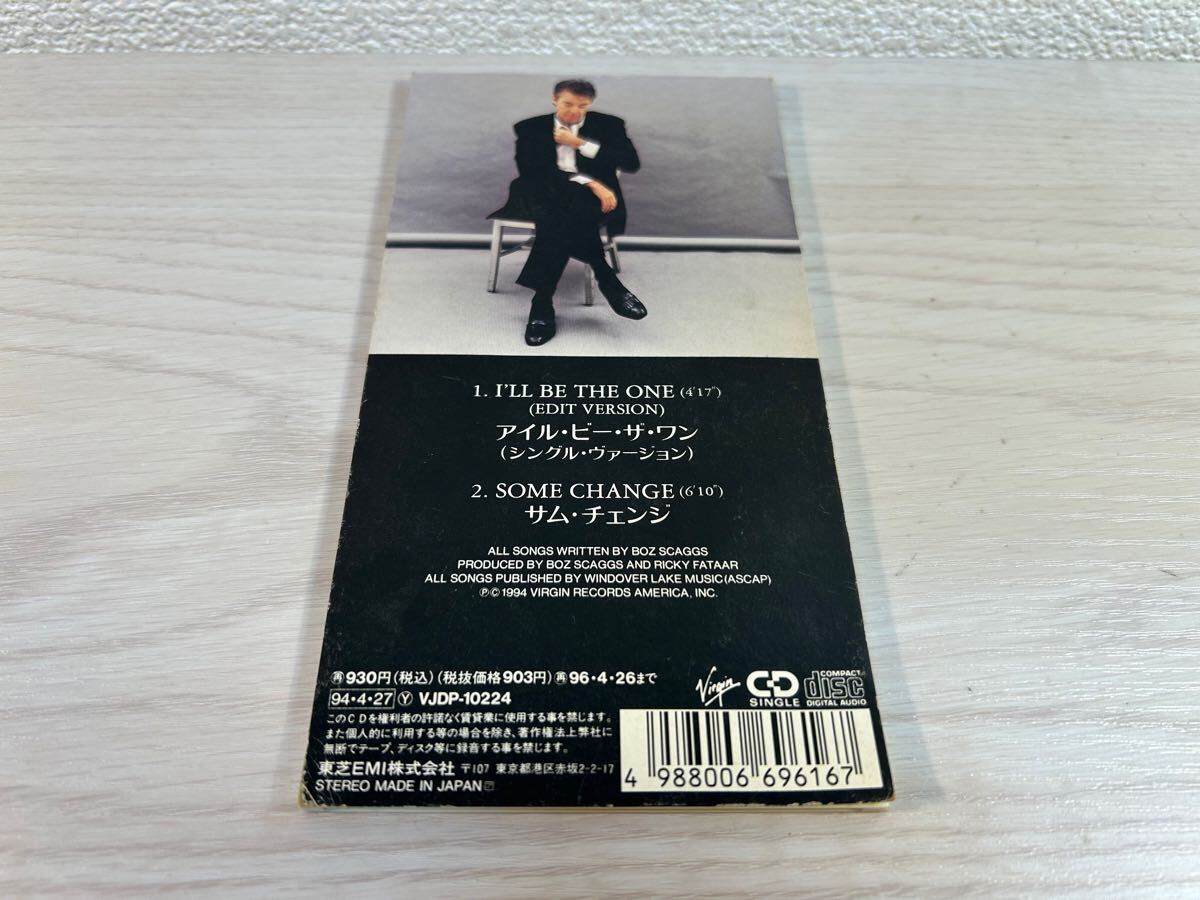 1. I'LL BE THE ONE (4'17")
(EDIT VERSION)
アイル・ビー・ザ・ワン
(シングル・ヴァージョン)
2. SOME CHANGE (6'10")
サム・チェンジ
ALL SONGS WRITTEN BY BOZ SCAGGS
PRODUCED BY BOZ SCAGGS AND RICKY FATAAR
ALL SONGS PUBLISHED BY WINDOVER LAKE MUSIC (ASCAP)
℗©1994 VIRGIN RECORDS AMERICA, INC.
㊢930円(税込)(税抜価格903円)㊢96・4・26まで
Virgin CD SINGLE COMPACT disc DIGITAL AUDIO
94・4・27 Ⓨ VJDP-10224
このCDを権利者の許諾なく賃貸業に使用する事を禁じます。
また個人的に利用する等の場合を除き、著作権法上弊社に
無断でテープ、ディスク等に録音する事を禁じます。
東芝EMI株式会社 〒107 東京都港区赤坂2-2-17
STEREO MADE IN JAPAN
4 988006 696167